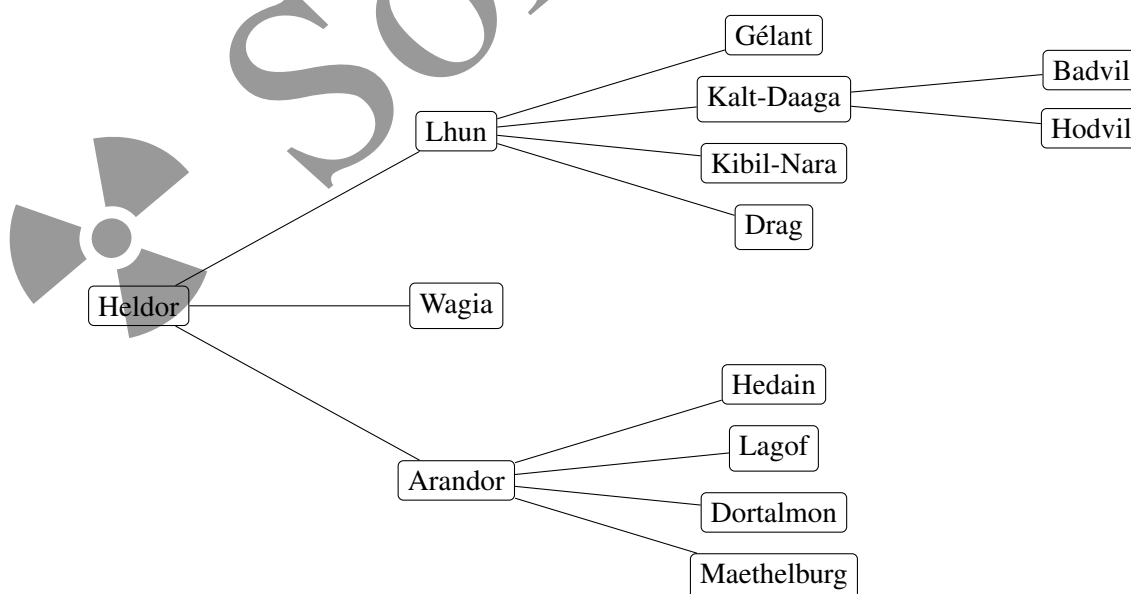 Gélant
Badvil
Kalt-Daaga
Hodvil
Lhun
Kibil-Nara
Drag
Heldor
Wagia
Hedain
Lagof
Arandor
Dortalmon
Maethelburg